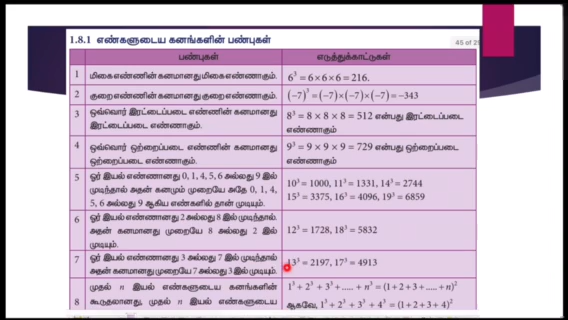 1.8.1 எண்களுடைய கனங்களின் பண்புகள்
45 of 25
பண்புகள் எடுத்துக்காட்டுகள்
1 மிகை எண்ணின் கனமானது மிகை எண்ணாகும். 6³ = 6 × 6 × 6 = 216.
2 குறை எண்ணின் கனமானது குறை எண்ணாகும். (−7)³ = (−7) × (−7) × (−7) = −343
3 ஒவ்வொர் இரட்டைப்படை எண்ணின் கனமானது 8³ = 8 × 8 × 8 = 512 என்பது இரட்டைப்படை
இரட்டைப்படை எண்ணாகும். எண்ணாகும்
4 ஒவ்வொர் ஒற்றைப்படை எண்ணின் கனமானது 9³ = 9 × 9 × 9 = 729 என்பது ஒற்றைப்படை
ஒற்றைப்படை எண்ணாகும். எண்ணாகும்
5 ஓர் இயல் எண்ணானது 0, 1, 4, 5, 6 அல்லது 9 இல்
முடிந்தால் அதன் கனமும் முறையே அதே 0, 1, 4, 10³ = 1000, 11³ = 1331, 14³ = 2744
5, 6 அல்லது 9 ஆகிய எண்களில் தான் முடியும். 15³ = 3375, 16³ = 4096, 19³ = 6859
6 ஓர் இயல் எண்ணானது 2 அல்லது 8 இல் முடிந்தால்.
அதன் கனமானது முறையே 8 அல்லது 2 இல் 12³ = 1728, 18³ = 5832
முடியும்.
7 ஓர் இயல் எண்ணானது 3 அல்லது 7 இல் முடிந்தால் 13³ = 2197, 17³ = 4913
அதன் கனமானது முறையே 7 அல்லது 3 இல் முடியும்.
முதல் n இயல் எண்களுடைய கனங்களின் 1³ + 2³ + 3³ + ..... + n³ = (1 + 2 + 3 + ..... + n)²
8 கூடுதலானது, முதல் n இயல் எண்களுடைய ஆகவே, 1³ + 2³ + 3³ + 4³ = (1 + 2 + 3 + 4)²